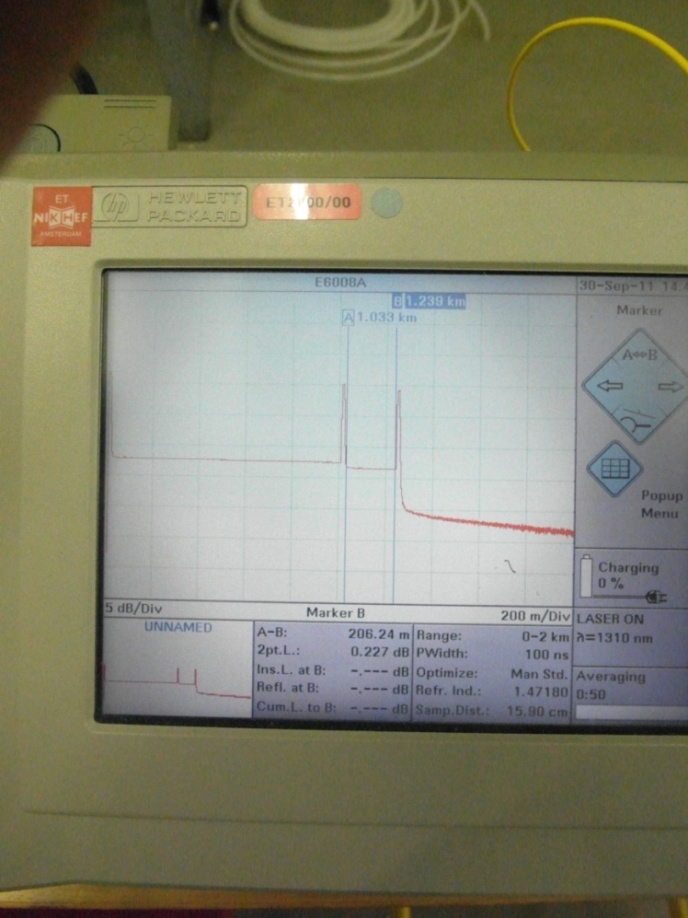 ET
NIKHEF
AMSTERDAM
hp HEWLETT
PACKARD
E6008A
30-Sep-11 14:4
B 1.239 km
A 1.033 km
Marker
A⇔B
Popup
Menu
Charging
0 %
5 dB/Div
Marker B
200 m/Div
LASER ON
λ=1310 nm
Averaging
0:50
UNNAMED
A-B: 206.24 m
2pt.L.: 0.227 dB
Ins.L. at B: -.--- dB
Refl. at B: -.--- dB
Cum.L. to B: -.--- dB
Range: 0-2 km
PWidth: 100 ns
Optimize: Man Std.
Refr. Ind.: 1.47180
Samp.Dist.: 15.90 cm